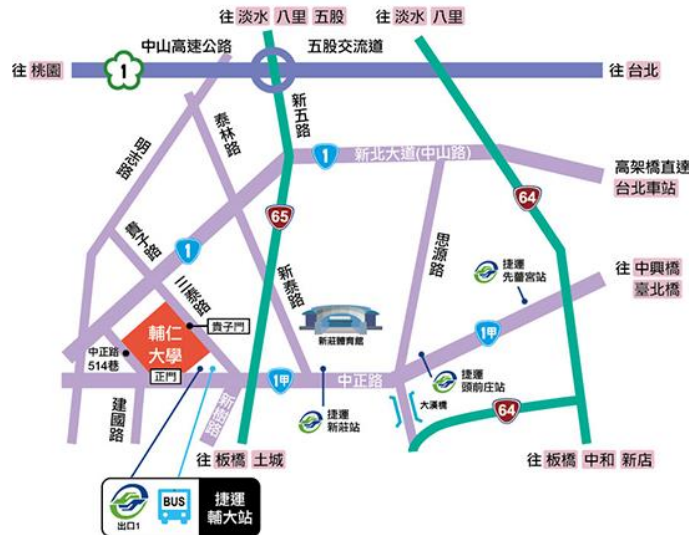 往 淡水 八里 五股
往 淡水 八里
中山高速公路
五股交流道
往 桃園
1
往 台北
新五路
泰林路
明志路
新北大道(中山路)
1
高架橋直達
台北車站
65
64
貴子路
1
思源路
捷運
先嗇宮站
往 中興橋
臺北橋
三泰路
新泰路
新莊體育館
1甲
輔仁
大學
貴子門
中正路
514巷
正門
1甲
中正路
捷運
頭前庄站
建國路
捷運
新莊站
大漢橋
64
往 板橋 土城
往 板橋 中和 新店
出口1
BUS
捷運
輔大站